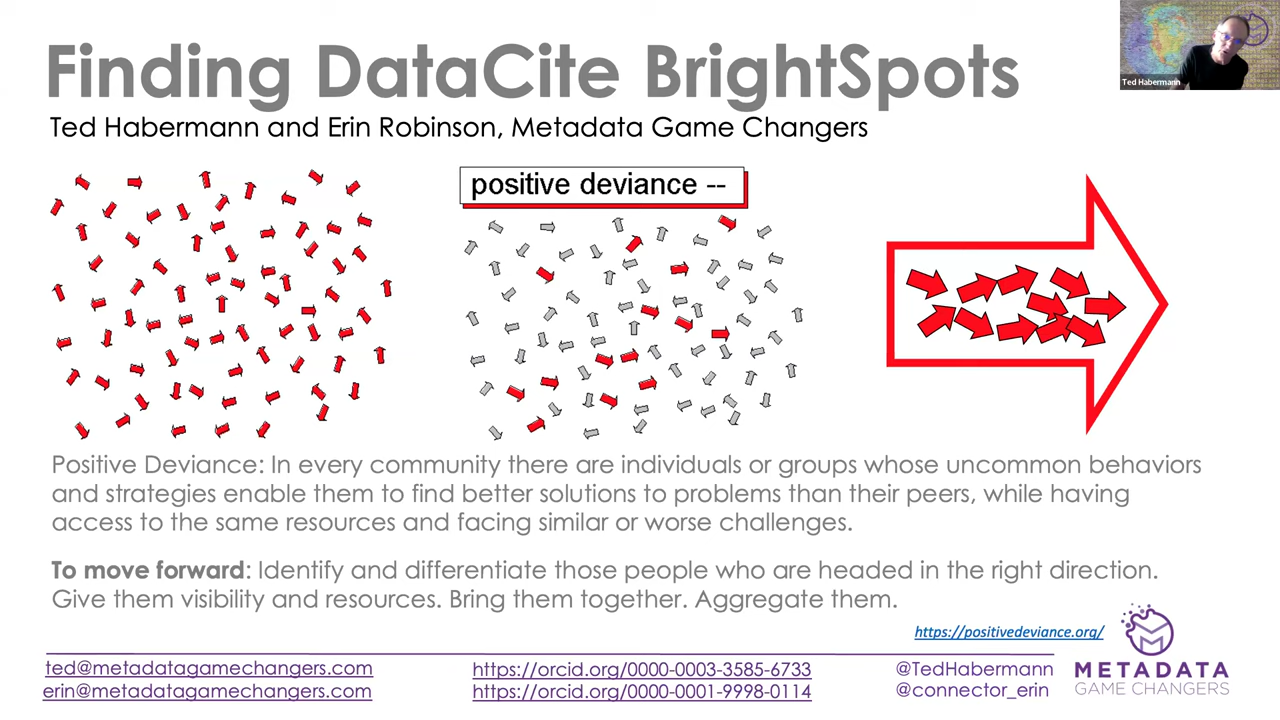 Finding DataCite BrightSpots
Ted Habermann
Ted Habermann and Erin Robinson, Metadata Game Changers
positive deviance --
Positive Deviance: In every community there are individuals or groups whose uncommon behaviors
and strategies enable them to find better solutions to problems than their peers, while having
access to the same resources and facing similar or worse challenges.
To move forward: Identify and differentiate those people who are headed in the right direction.
Give them visibility and resources. Bring them together. Aggregate them.
https://positivedeviance.org/
ted@metadatagamechangers.com
erin@metadatagamechangers.com
https://orcid.org/0000-0003-3585-6733
https://orcid.org/0000-0001-9998-0114
@TedHabermann
@connector_erin
METADATA
GAME CHANGERS